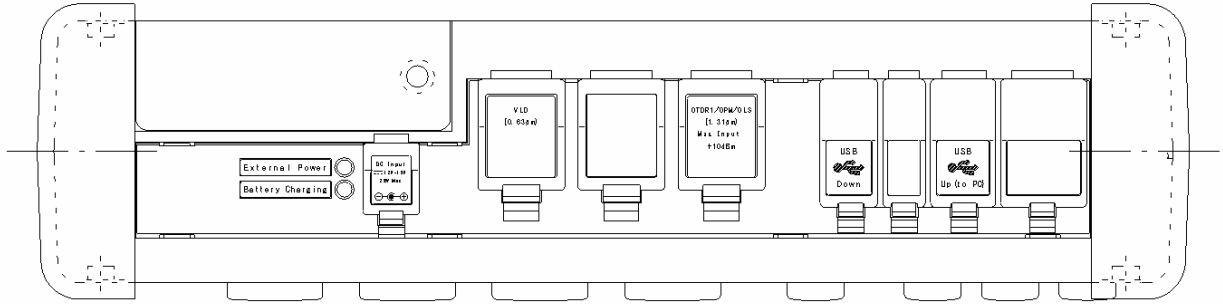 VLD
(0.63μm)
OTDR1/OPM/OLS
(1.31μm)
Max Input
+10dBm
External Power
Battery Charging
DC Input
USB
Down
USB
Up(to PC)